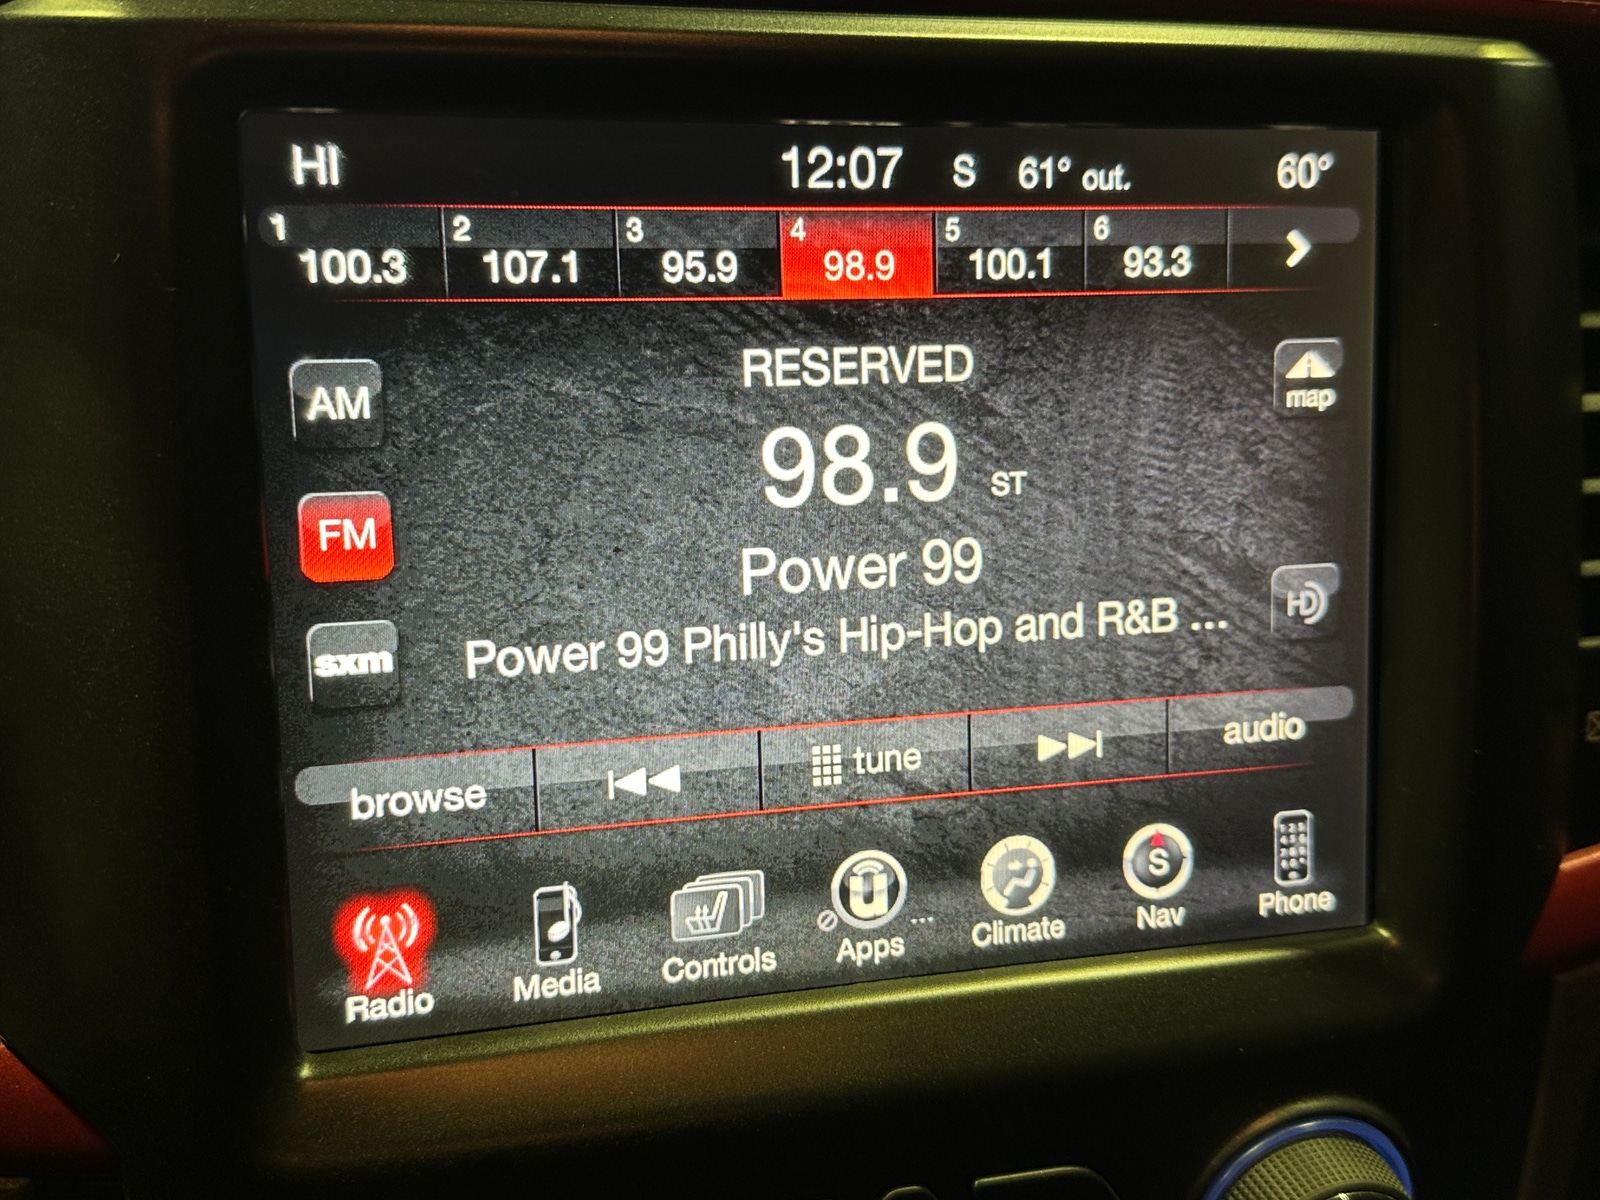 HI 12:07 S 61° out. 60°
1 100.3 2 107.1 3 95.9 4 98.9 5 100.1 6 93.3
RESERVED
AM
map
98.9 ST
FM
Power 99
HD
Power 99 Philly's Hip-Hop and R&B ...
sxm
browse tune audio
Radio Media Controls Apps ... Climate Nav Phone
S